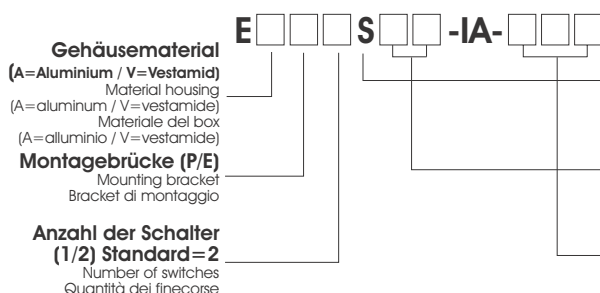 E□□□S□□-IA-□□□
Gehäusematerial
(A=Aluminium / V=Vestamid)
Material housing
(A=aluminum / V=vestamide)
Materiale del box
(A=alluminio / V=vestamide)
Montagebrücke (P/E)
Mounting bracket
Bracket di montaggio
Anzahl der Schalter
(1/2) Standard=2
Number of switches
Quantità dei finecorse